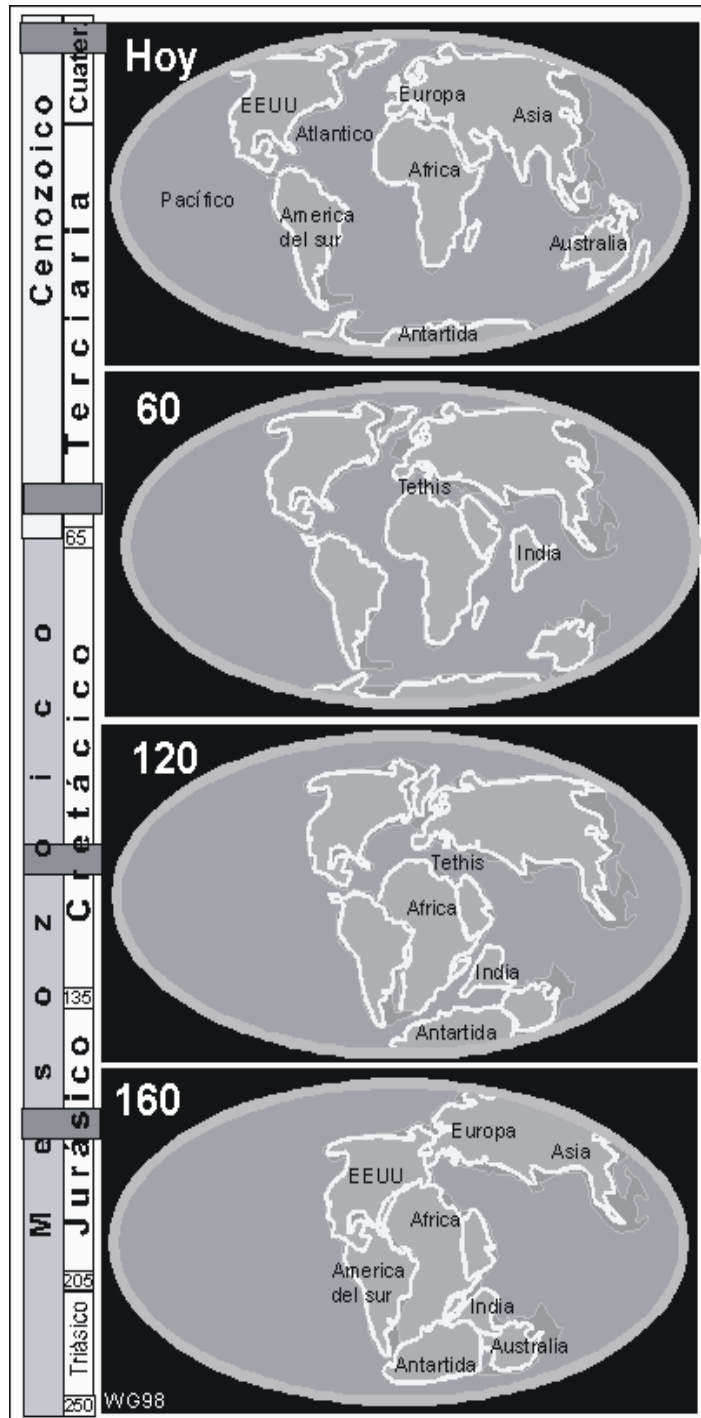 Cenozoico
Cuater.
Terciaria
65
Mesozoico
Cretácico
135
Jurásico
205
Triásico
250
Hoy
EEUU
Europa
Asia
Atlantico
Africa
Pacífico
America
del sur
Australia
Antartida
60
Tethis
India
120
Tethis
Africa
India
Antartida
160
Europa
Asia
EEUU
Africa
America
del sur
India
Australia
Antartida
WG98